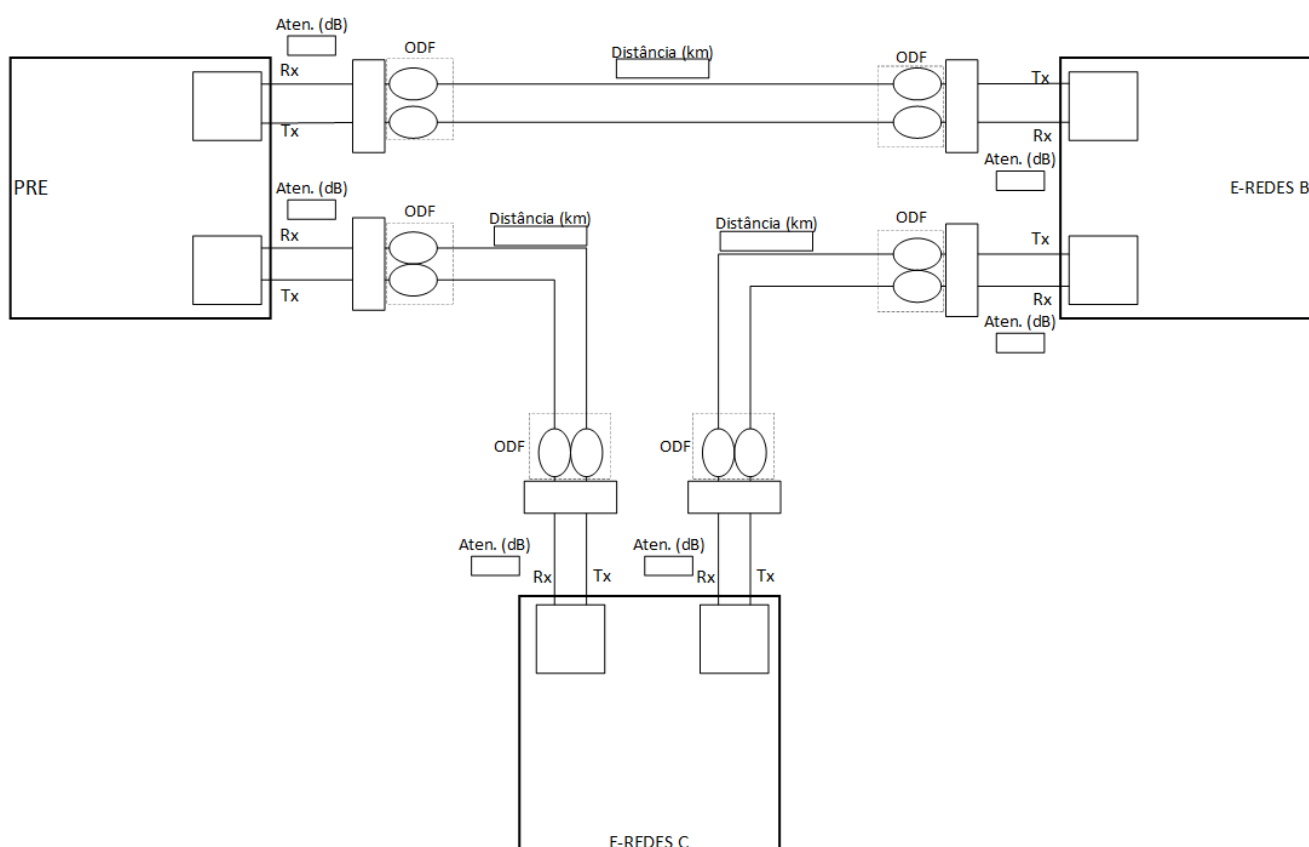 Aten. (dB)
ODF
Distância (km)
ODF
Rx
Tx
Tx
Rx
PRE
Aten. (dB)
E-REDES B
Aten. (dB)
ODF
Distância (km)
Distância (km)
ODF
Rx
Tx
Tx
Rx
Aten. (dB)
ODF
ODF
Aten. (dB)
Aten. (dB)
Rx
Tx
Rx
Tx
E-REDES C